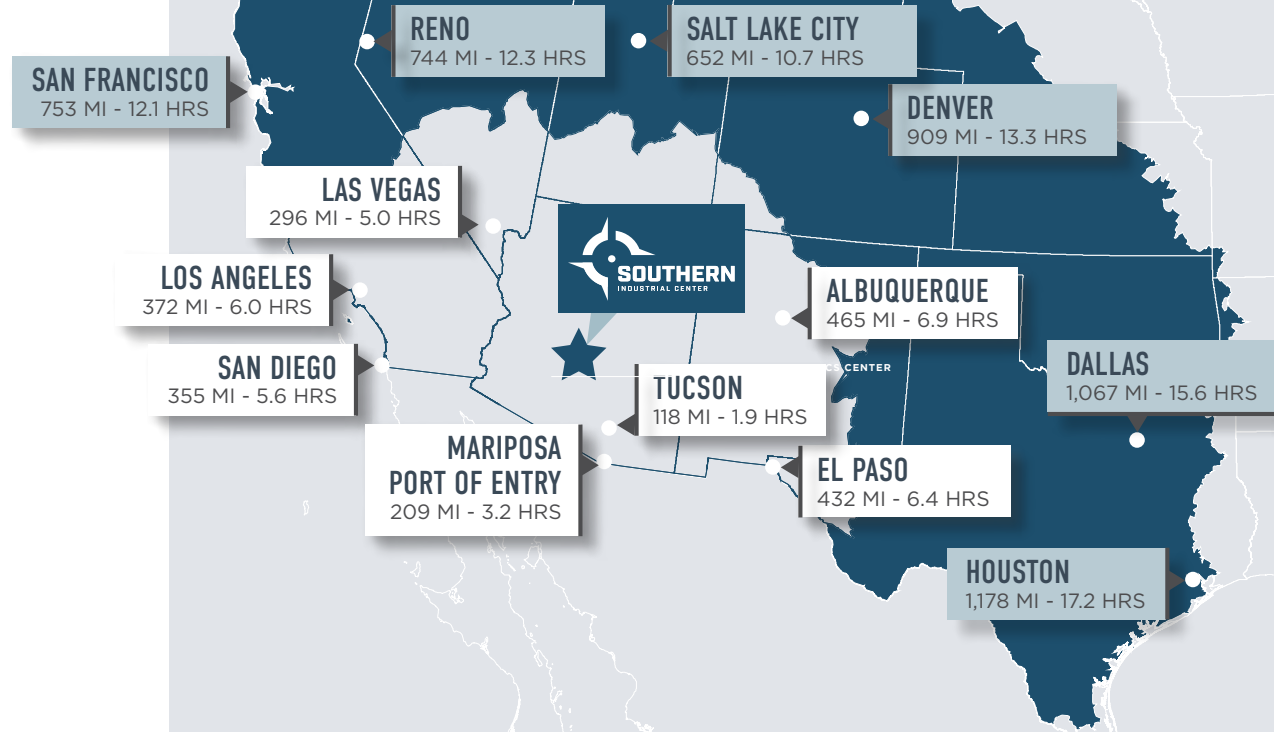 RENO
744 MI - 12.3 HRS
SALT LAKE CITY
652 MI - 10.7 HRS
SAN FRANCISCO
753 MI - 12.1 HRS
DENVER
909 MI - 13.3 HRS
LAS VEGAS
296 MI - 5.0 HRS
SOUTHERN
INDUSTRIAL CENTER
LOS ANGELES
372 MI - 6.0 HRS
ALBUQUERQUE
465 MI - 6.9 HRS
SAN DIEGO
355 MI - 5.6 HRS
CENTER
DALLAS
1,067 MI - 15.6 HRS
TUCSON
118 MI - 1.9 HRS
MARIPOSA
PORT OF ENTRY
209 MI - 3.2 HRS
EL PASO
432 MI - 6.4 HRS
HOUSTON
1,178 MI - 17.2 HRS